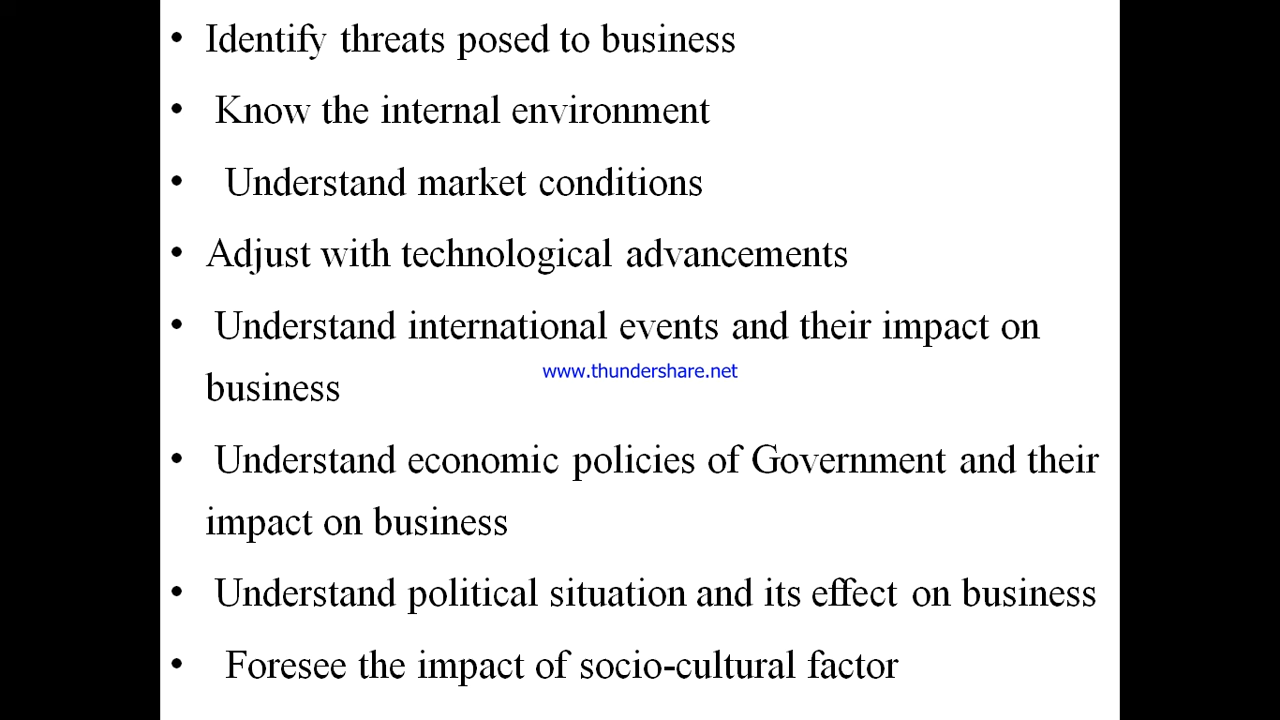 • Identify threats posed to business
• Know the internal environment
• Understand market conditions
• Adjust with technological advancements
• Understand international events and their impact on
www.thundershare.net
business
• Understand economic policies of Government and their
impact on business
• Understand political situation and its effect on business
• Foresee the impact of socio-cultural factor